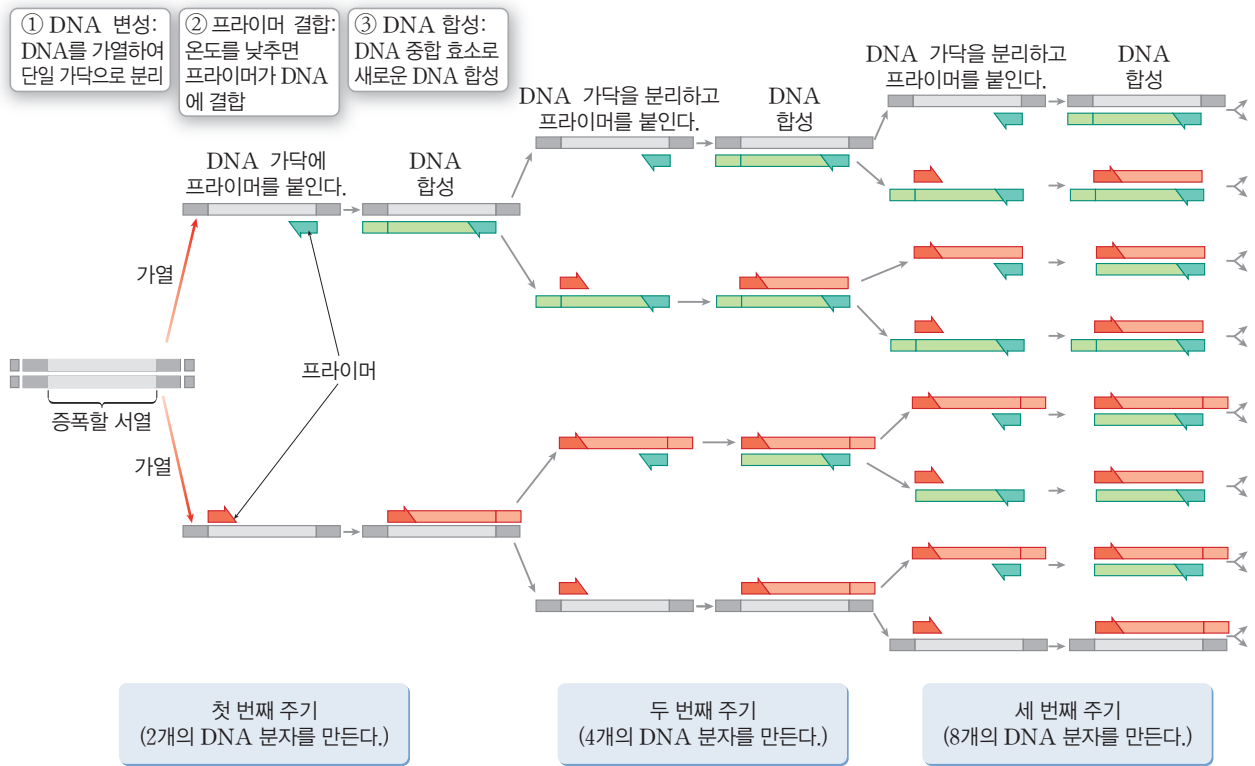 ① DNA 변성:
DNA를 가열하여
단일 가닥으로 분리
② 프라이머 결합:
온도를 낮추면
프라이머가 DNA
에 결합
③ DNA 합성:
DNA 중합 효소로
새로운 DNA 합성
DNA 가닥에
프라이머를 붙인다.
DNA
합성
DNA 가닥을 분리하고
프라이머를 붙인다.
DNA
합성
DNA 가닥을 분리하고
프라이머를 붙인다.
DNA
합성
가열
프라이머
증폭할 서열
가열
첫 번째 주기
(2개의 DNA 분자를 만든다.)
두 번째 주기
(4개의 DNA 분자를 만든다.)
세 번째 주기
(8개의 DNA 분자를 만든다.)